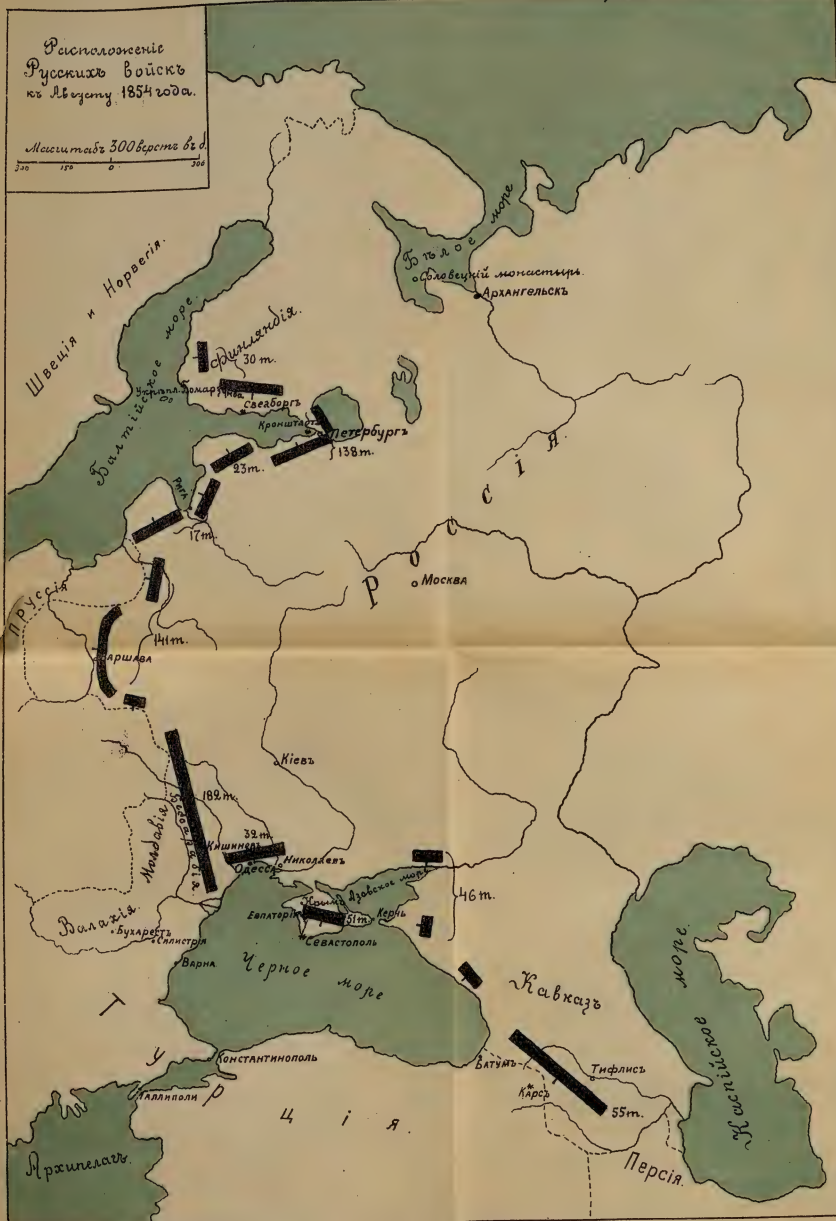 Расположеніе
Русскихъ войскъ
къ Августу 1854 года.
Масштабъ 300 верстъ въ d.
300 150 0 300
Швеція и Норвегія.
Балтійское море.
Финляндія.
30 т.
Свеаборгъ
Кронштадтъ
Петербургъ
138 т.
23 т.
Рига
17 т.
Бѣлое море
Соловецкій монастырь.
Архангельскъ
Россія.
Москва
Пруссія
141 т.
Варшава
Кіевъ
182 т.
Бессарабія.
Молдавія
32 т.
Кишиневъ
Одесса
Николаевъ
Валахія.
Бухарестъ
Силистрія
Варна
Крымъ
Азовское море
Евпаторія
51 т.
Керчь
Севастополь
46 т.
Черное море
Кавказъ
Каспійское море
Батумъ
Тифлисъ
Карсъ
55 т.
Персія.
Турція.
Константинополь
Галлиполи
Архипелагъ.